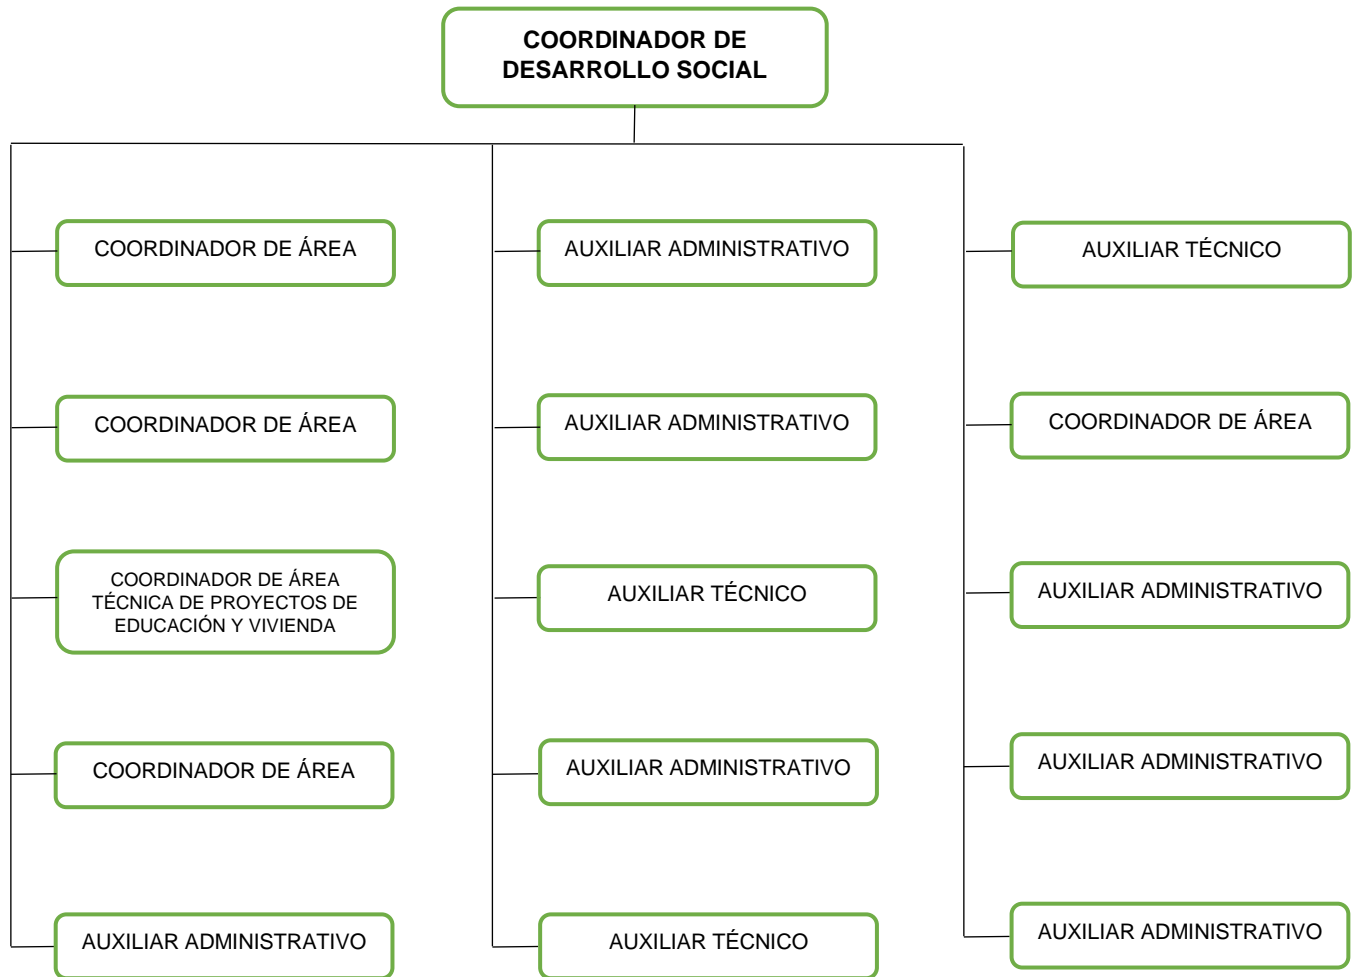 COORDINADOR DE
DESARROLLO SOCIAL
COORDINADOR DE ÁREA
AUXILIAR ADMINISTRATIVO
AUXILIAR TÉCNICO
COORDINADOR DE ÁREA
AUXILIAR ADMINISTRATIVO
COORDINADOR DE ÁREA
COORDINADOR DE ÁREA
TÉCNICA DE PROYECTOS DE
EDUCACIÓN Y VIVIENDA
AUXILIAR TÉCNICO
AUXILIAR ADMINISTRATIVO
COORDINADOR DE ÁREA
AUXILIAR ADMINISTRATIVO
AUXILIAR ADMINISTRATIVO
AUXILIAR ADMINISTRATIVO
AUXILIAR TÉCNICO
AUXILIAR ADMINISTRATIVO